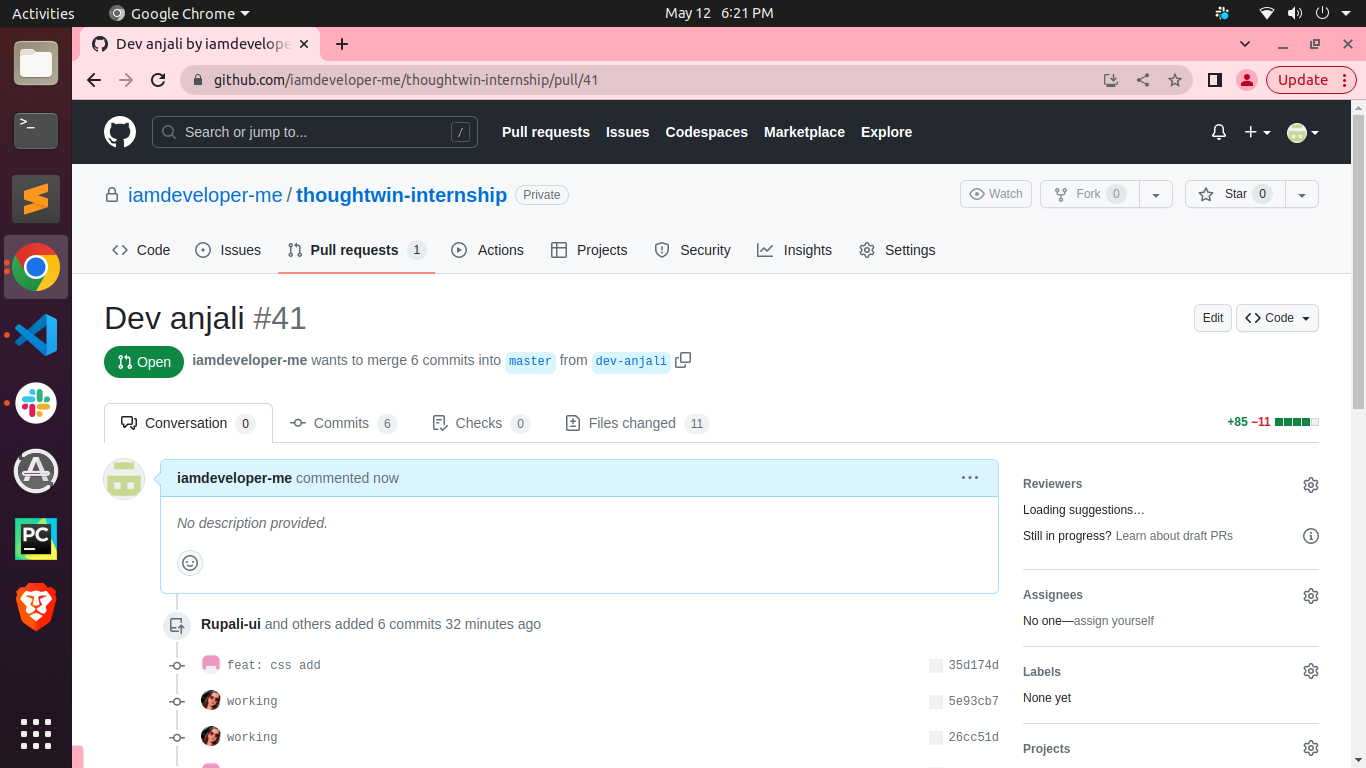 Activities Google Chrome May 12 6:21 PM
Dev anjali by iamdevelope
github.com/iamdeveloper-me/thoughtwin-internship/pull/41 Update
Search or jump to... / Pull requests Issues Codespaces Marketplace Explore
iamdeveloper-me / thoughtwin-internship Private Watch Fork 0 Star 0
Code Issues Pull requests 1 Actions Projects Security Insights Settings
Dev anjali #41 Edit Code
Open iamdeveloper-me wants to merge 6 commits into master from dev-anjali
Conversation 0 Commits 6 Checks 0 Files changed 11 +85 −11
iamdeveloper-me commented now
No description provided.
Rupali-ui and others added 6 commits 32 minutes ago
feat: css add 35d174d
working 5e93cb7
working 26cc51d
Reviewers
Loading suggestions…
Still in progress? Learn about draft PRs
Assignees
No one—assign yourself
Labels
None yet
Projects
>_
S
A
PC